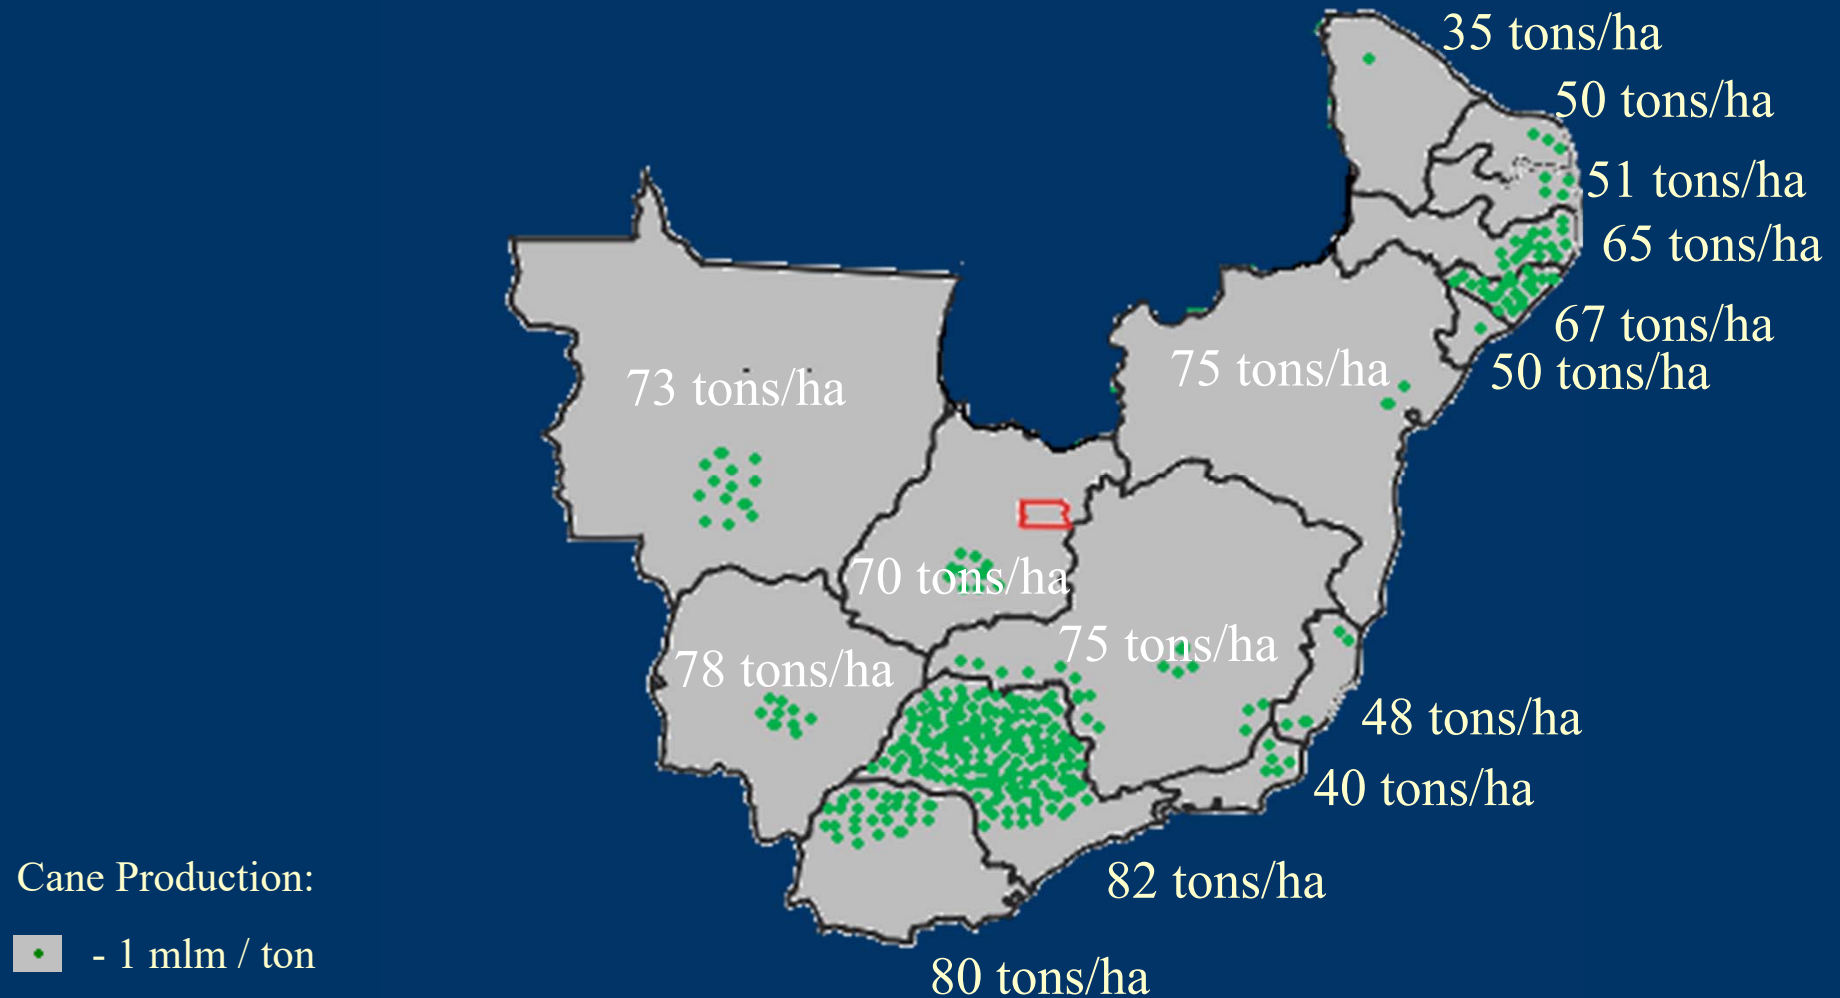 35 tons/ha
50 tons/ha
51 tons/ha
65 tons/ha
67 tons/ha
50 tons/ha
75 tons/ha
73 tons/ha
70 tons/ha
75 tons/ha
78 tons/ha
48 tons/ha
40 tons/ha
82 tons/ha
80 tons/ha
Cane Production:
- 1 mlm / ton